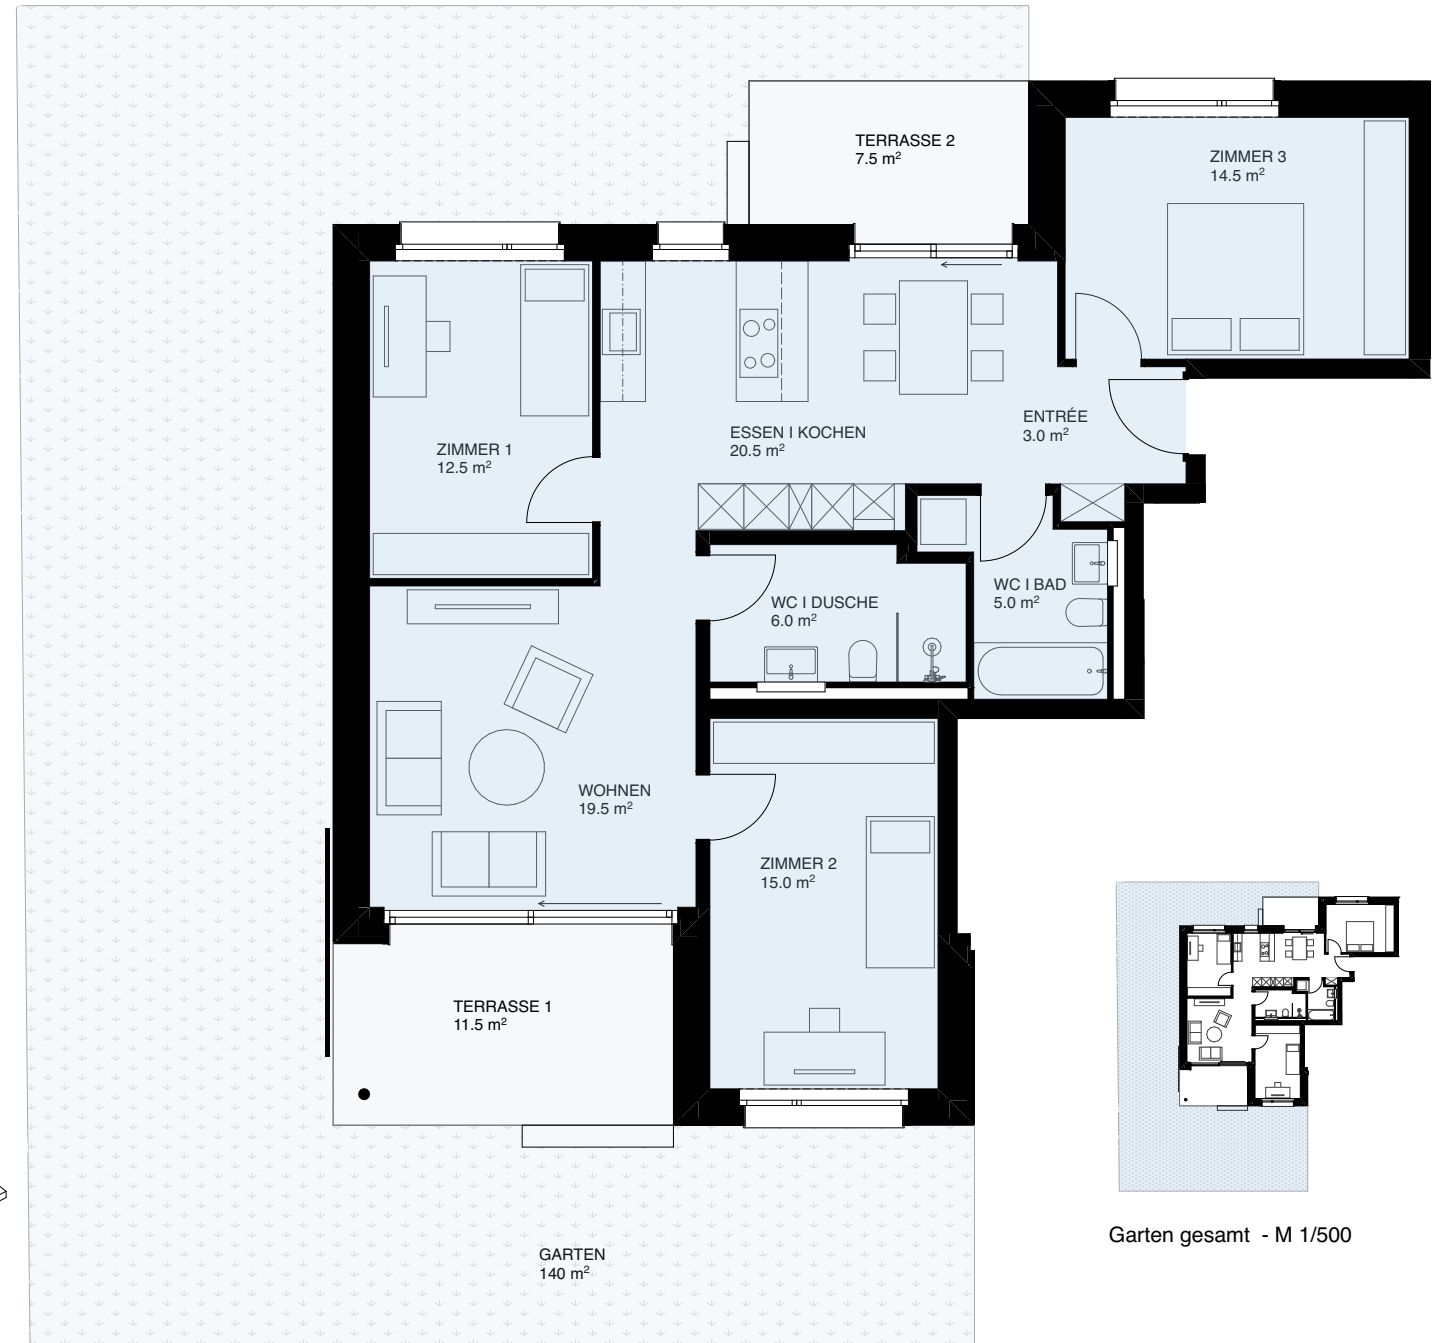 TERRASSE 2
7.5 m²
ZIMMER 3
14.5 m²
ZIMMER 1
12.5 m²
ESSEN I KOCHEN
20.5 m²
ENTRÉE
3.0 m²
WC I DUSCHE
6.0 m²
WC I BAD
5.0 m²
WOHNEN
19.5 m²
ZIMMER 2
15.0 m²
TERRASSE 1
11.5 m²
GARTEN
140 m²
Garten gesamt - M 1/500